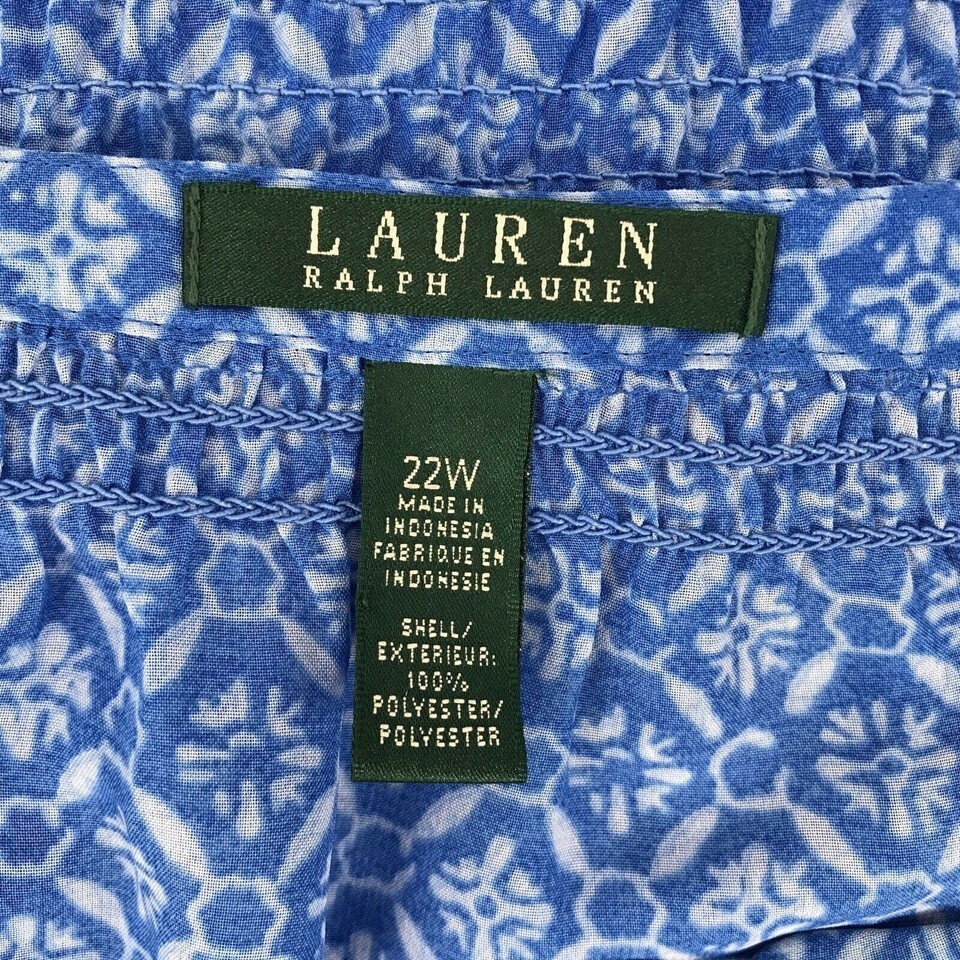 LAUREN
RALPH LAUREN
22W
MADE IN
INDONESIA
FABRIQUE EN
INDONESIE
SHELL/
EXTERIEUR:
100%
POLYESTER/
POLYESTER